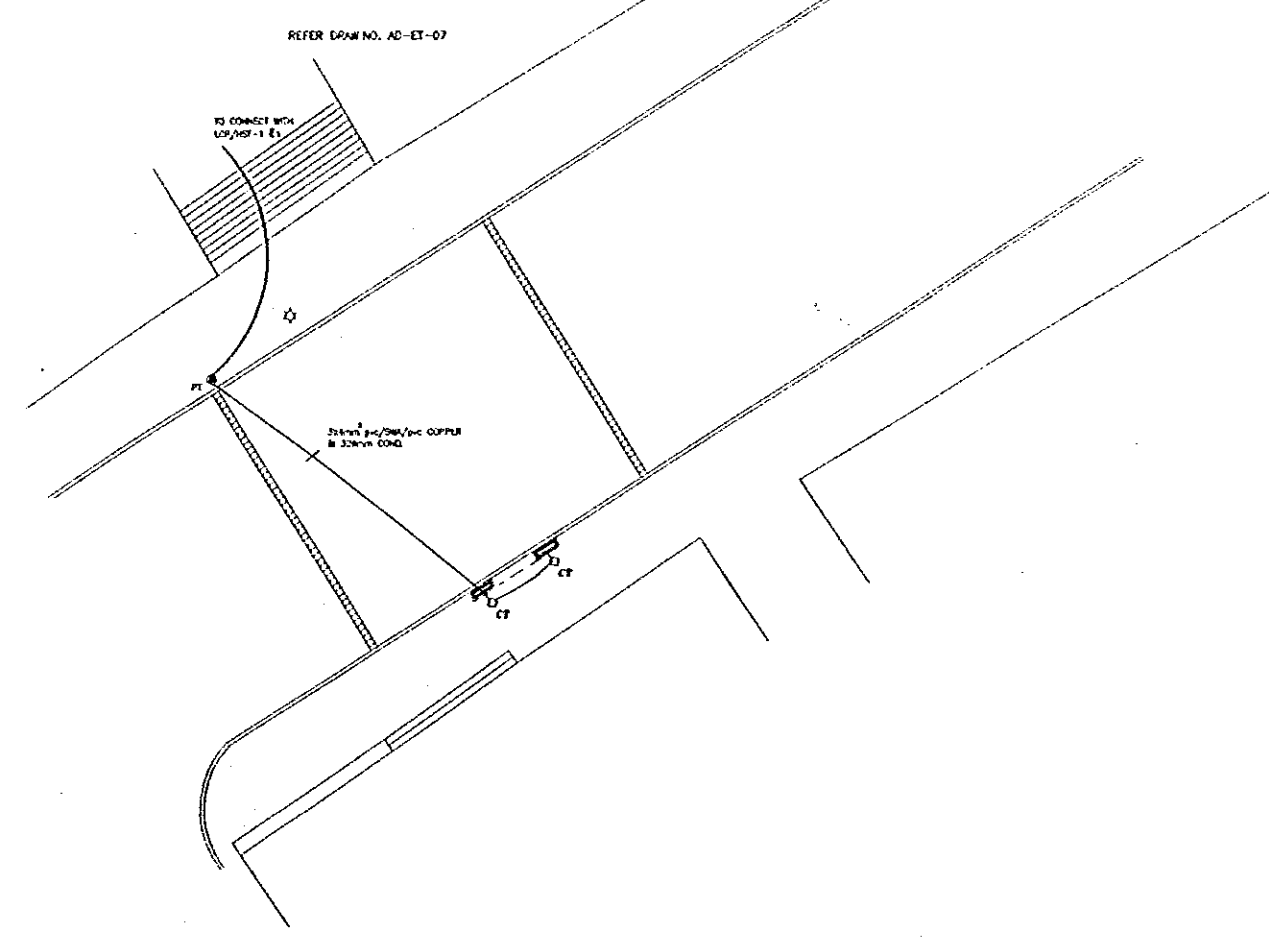 REFER DRAW NO. AD-ET-07
TO CONNECT WITH
LCP/HST-1 E1
PT
3x4mm² pvc/SWA/pvc COPPER
IN 32mm COND.
CT
CT